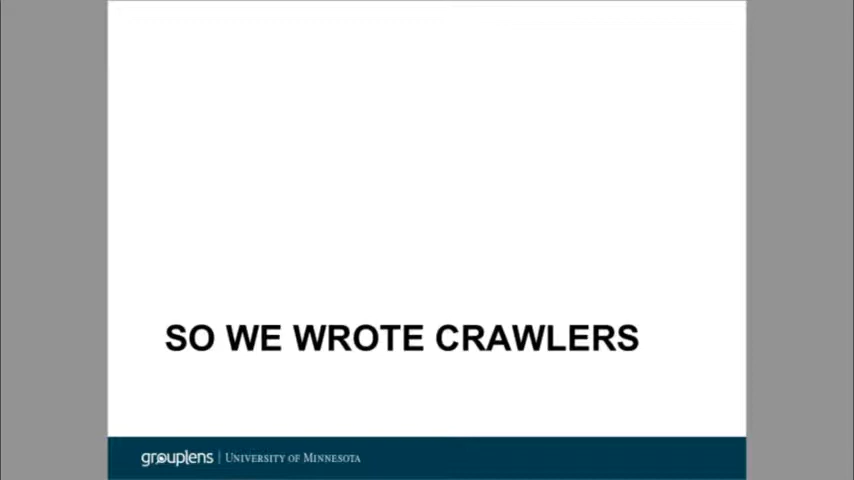 SO WE WROTE CRAWLERS
grouplens | UNIVERSITY OF MINNESOTA